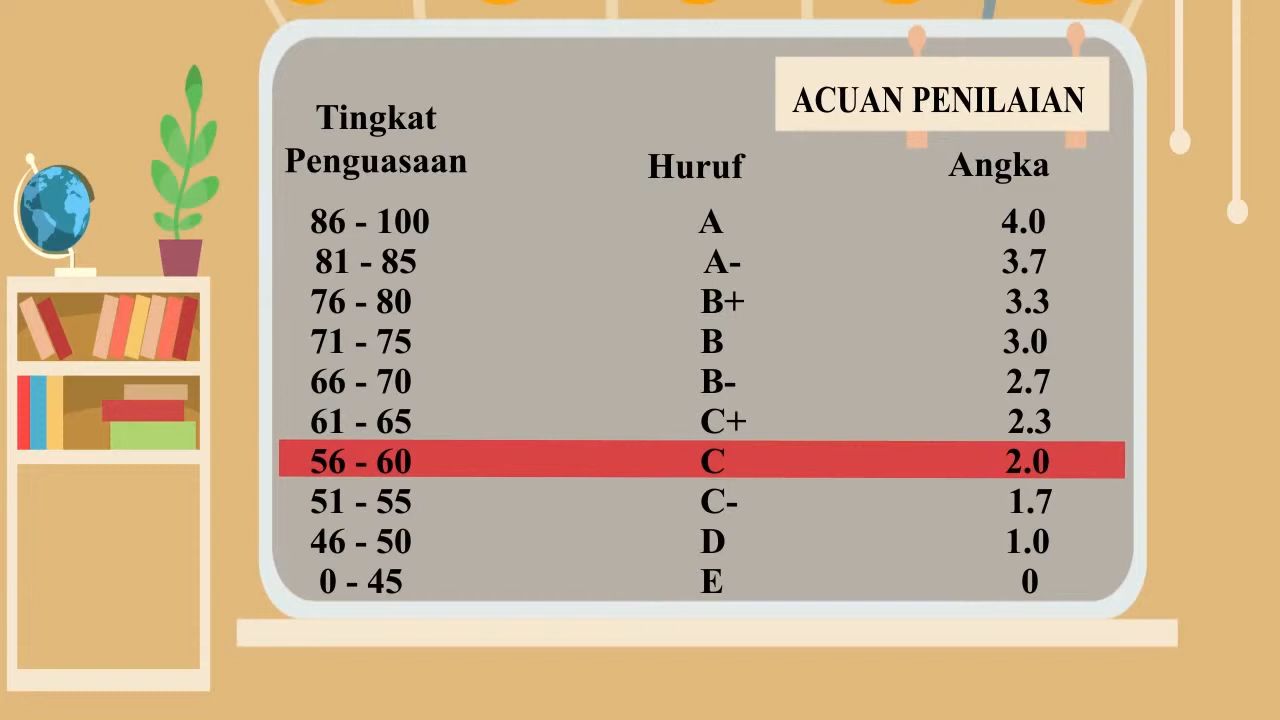 ACUAN PENILAIAN
Tingkat
Penguasaan Huruf Angka
86 - 100 A 4.0
81 - 85 A- 3.7
76 - 80 B+ 3.3
71 - 75 B 3.0
66 - 70 B- 2.7
61 - 65 C+ 2.3
56 - 60 C 2.0
51 - 55 C- 1.7
46 - 50 D 1.0
0 - 45 E 0